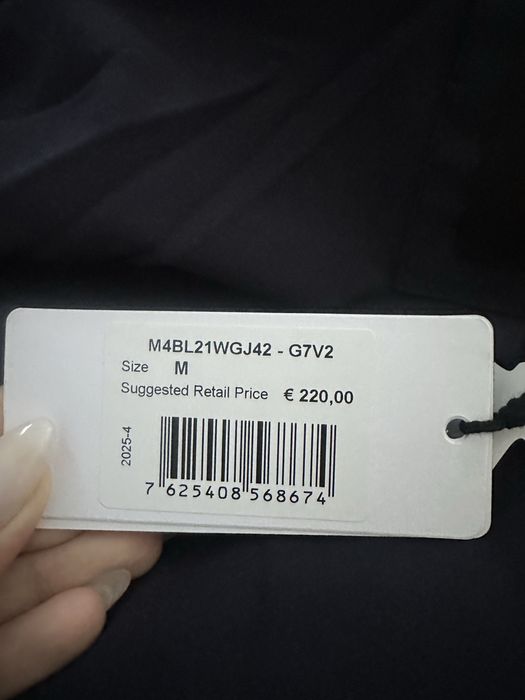 M4BL21WGJ42 - G7V2
Size M
Suggested Retail Price € 220,00
2025-4
7 625408 568674